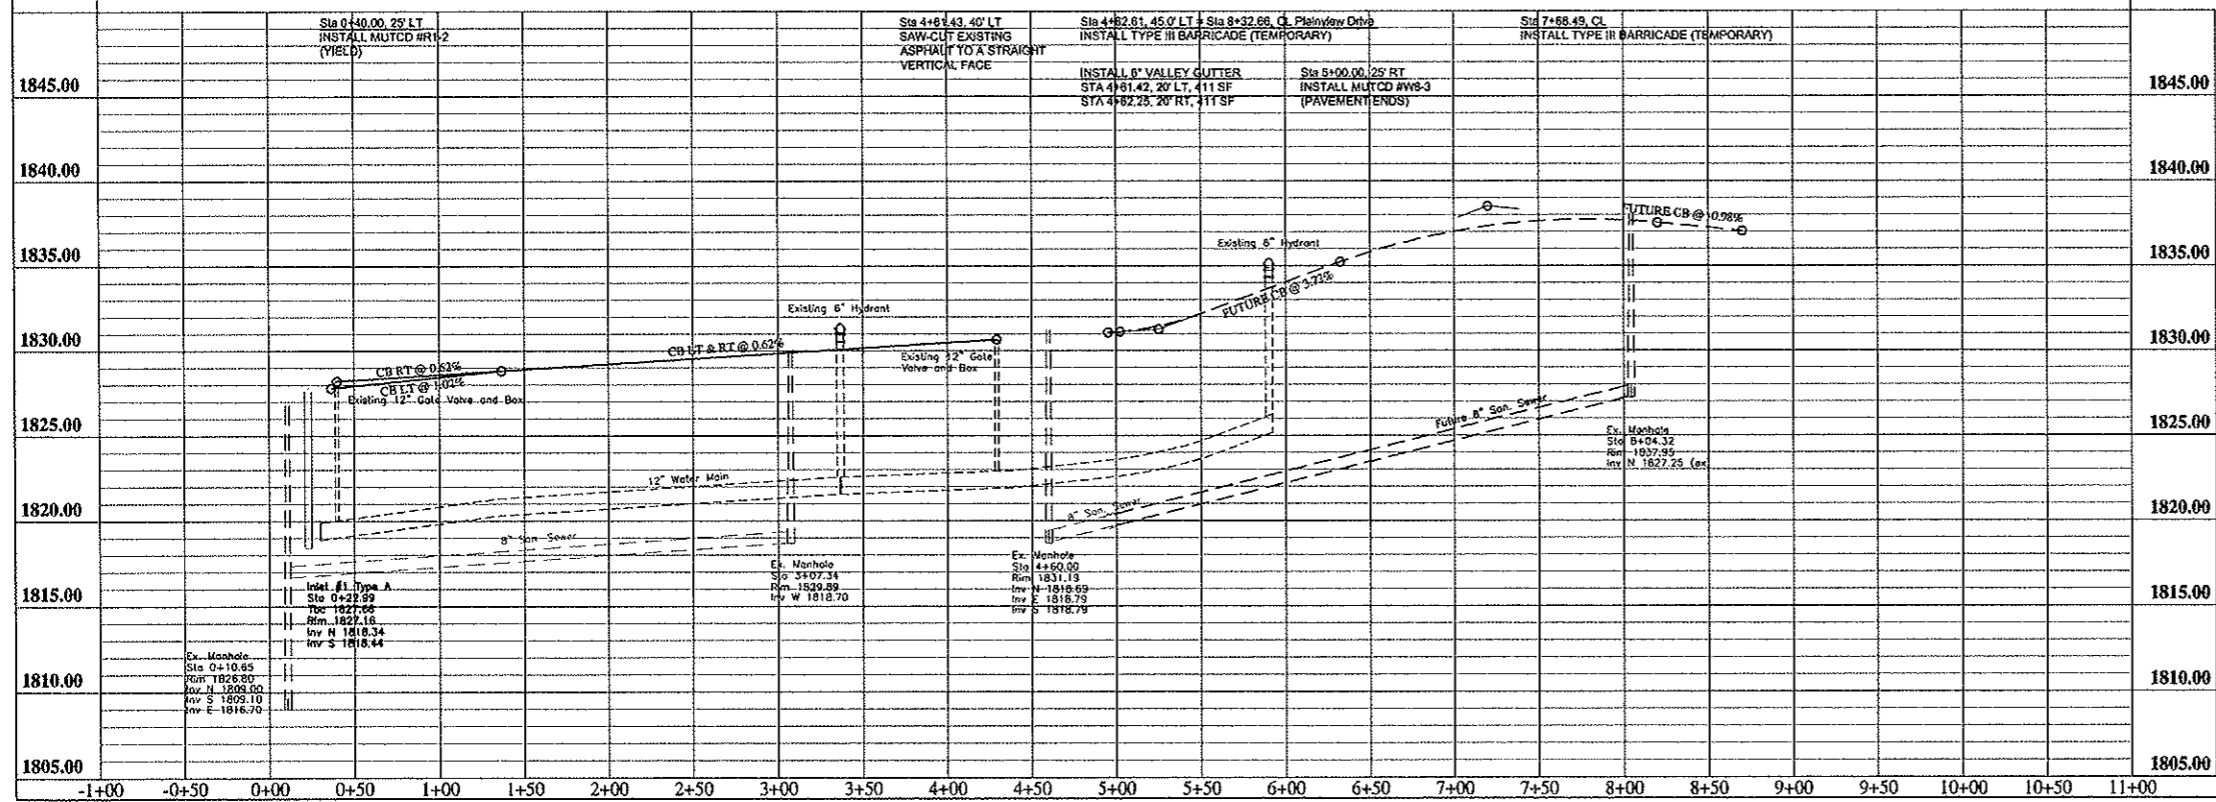 Sta 0+40.00, 25' LT
INSTALL MUTCD #R1-2
(YIELD)
Sta 4+61.43, 40' LT
SAW-CUT EXISTING
ASPHALT TO A STRAIGHT
VERTICAL FACE
Sta 4+62.61, 45.0' LT = Sta 8+32.66, CL Plainview Drive
INSTALL TYPE III BARRICADE (TEMPORARY)
INSTALL 6" VALLEY GUTTER
STA 4+61.42, 20' LT, 411 SF
STA 4+62.25, 20' RT, 411 SF
Sta 5+00.00, 25' RT
INSTALL MUTCD #W8-3
(PAVEMENT ENDS)
Sta 7+68.49, CL
INSTALL TYPE III BARRICADE (TEMPORARY)
1845.00 1845.00
1840.00 1840.00
FUTURE CB @ -0.98%
Existing 6" Hydrant
1835.00 1835.00
FUTURE CB @ 3.72%
Existing 6" Hydrant
1830.00 1830.00
CB LT & RT @ 0.62%
Existing 12" Gate
Valve and Box
CB RT @ 0.62%
CB LT @ 1.02%
Existing 12" Gate Valve and Box
1825.00 1825.00
Future 8" San. Sewer
Ex. Manhole
Sta 8+04.32
Rim 1837.95
Inv N 1827.25 (ex
12" Water Main
1820.00 1820.00
8" San. Sewer
8" San. Sewer
Ex. Manhole
Sta 3+07.34
Rim 1829.89
Inv W 1818.70
Ex. Manhole
Sta 4+60.00
Rim 1831.13
Inv N 1818.69
Inv E 1818.79
Inv S 1818.79
1815.00 1815.00
Inlet #1 Type A
Sta 0+22.99
Tbc 1827.66
Rim 1827.16
Inv N 1818.34
Inv S 1818.44
Ex. Manhole
Sta 0+10.65
Rim 1826.80
Inv N 1809.00
Inv S 1809.10
Inv E 1816.70
1810.00 1810.00
1805.00 1805.00
-1+00 -0+50 0+00 0+50 1+00 1+50 2+00 2+50 3+00 3+50 4+00 4+50 5+00 5+50 6+00 6+50 7+00 7+50 8+00 8+50 9+00 9+50 10+00 10+50 11+00